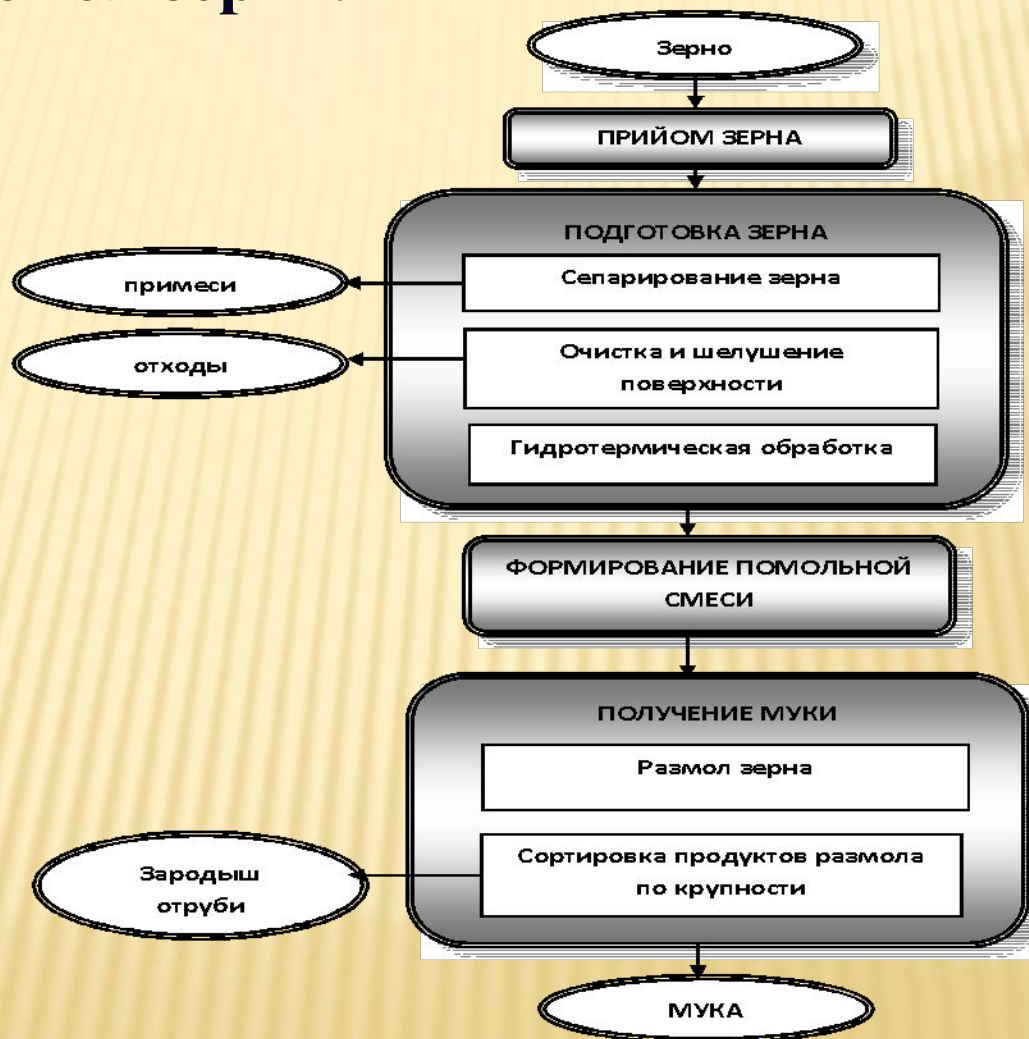 Зерно
ПРИЙОМ ЗЕРНА
ПОДГОТОВКА ЗЕРНА
Сепарирование зерна
примеси
Очистка и шелушение
поверхности
отходы
Гидротермическая обработка
ФОРМИРОВАНИЕ ПОМОЛЬНОЙ
СМЕСИ
ПОЛУЧЕНИЕ МУКИ
Размол зерна
Сортировка продуктов размола
по крупности
Зародыш
отруби
МУКА